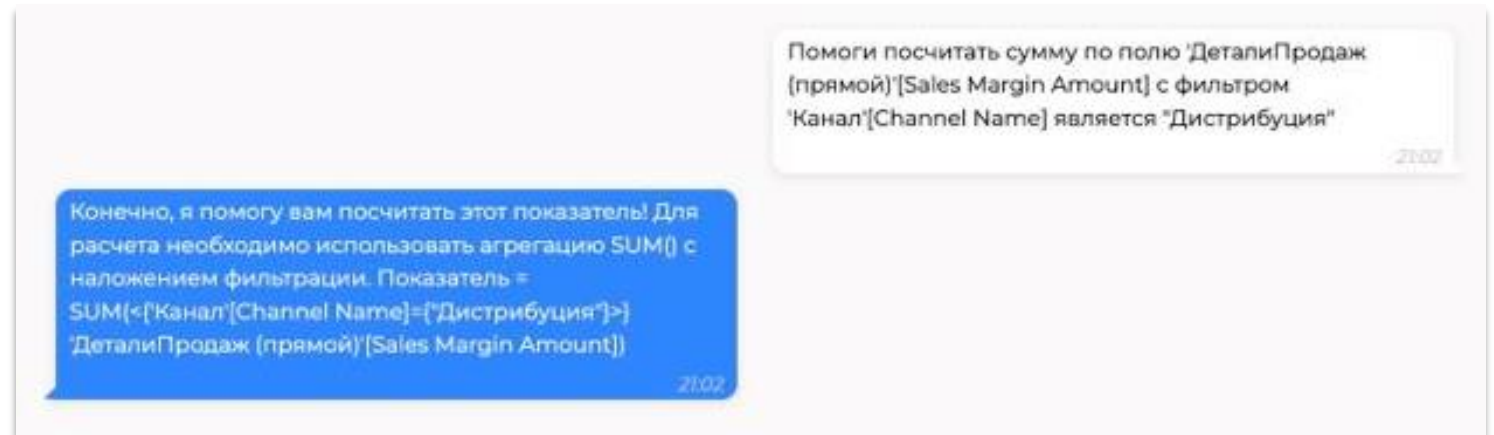 Помоги посчитать сумму по полю 'ДеталиПродаж
(прямой)'[Sales Margin Amount] с фильтром
'Канал'[Channel Name] является "Дистрибуция"
21:02
Конечно, я помогу вам посчитать этот показатель! Для
расчета необходимо использовать агрегацию SUM() с
наложением фильтрации. Показатель =
SUM(<{'Канал'[Channel Name]={"Дистрибуция"}>}
'ДеталиПродаж (прямой)'[Sales Margin Amount])
21:02